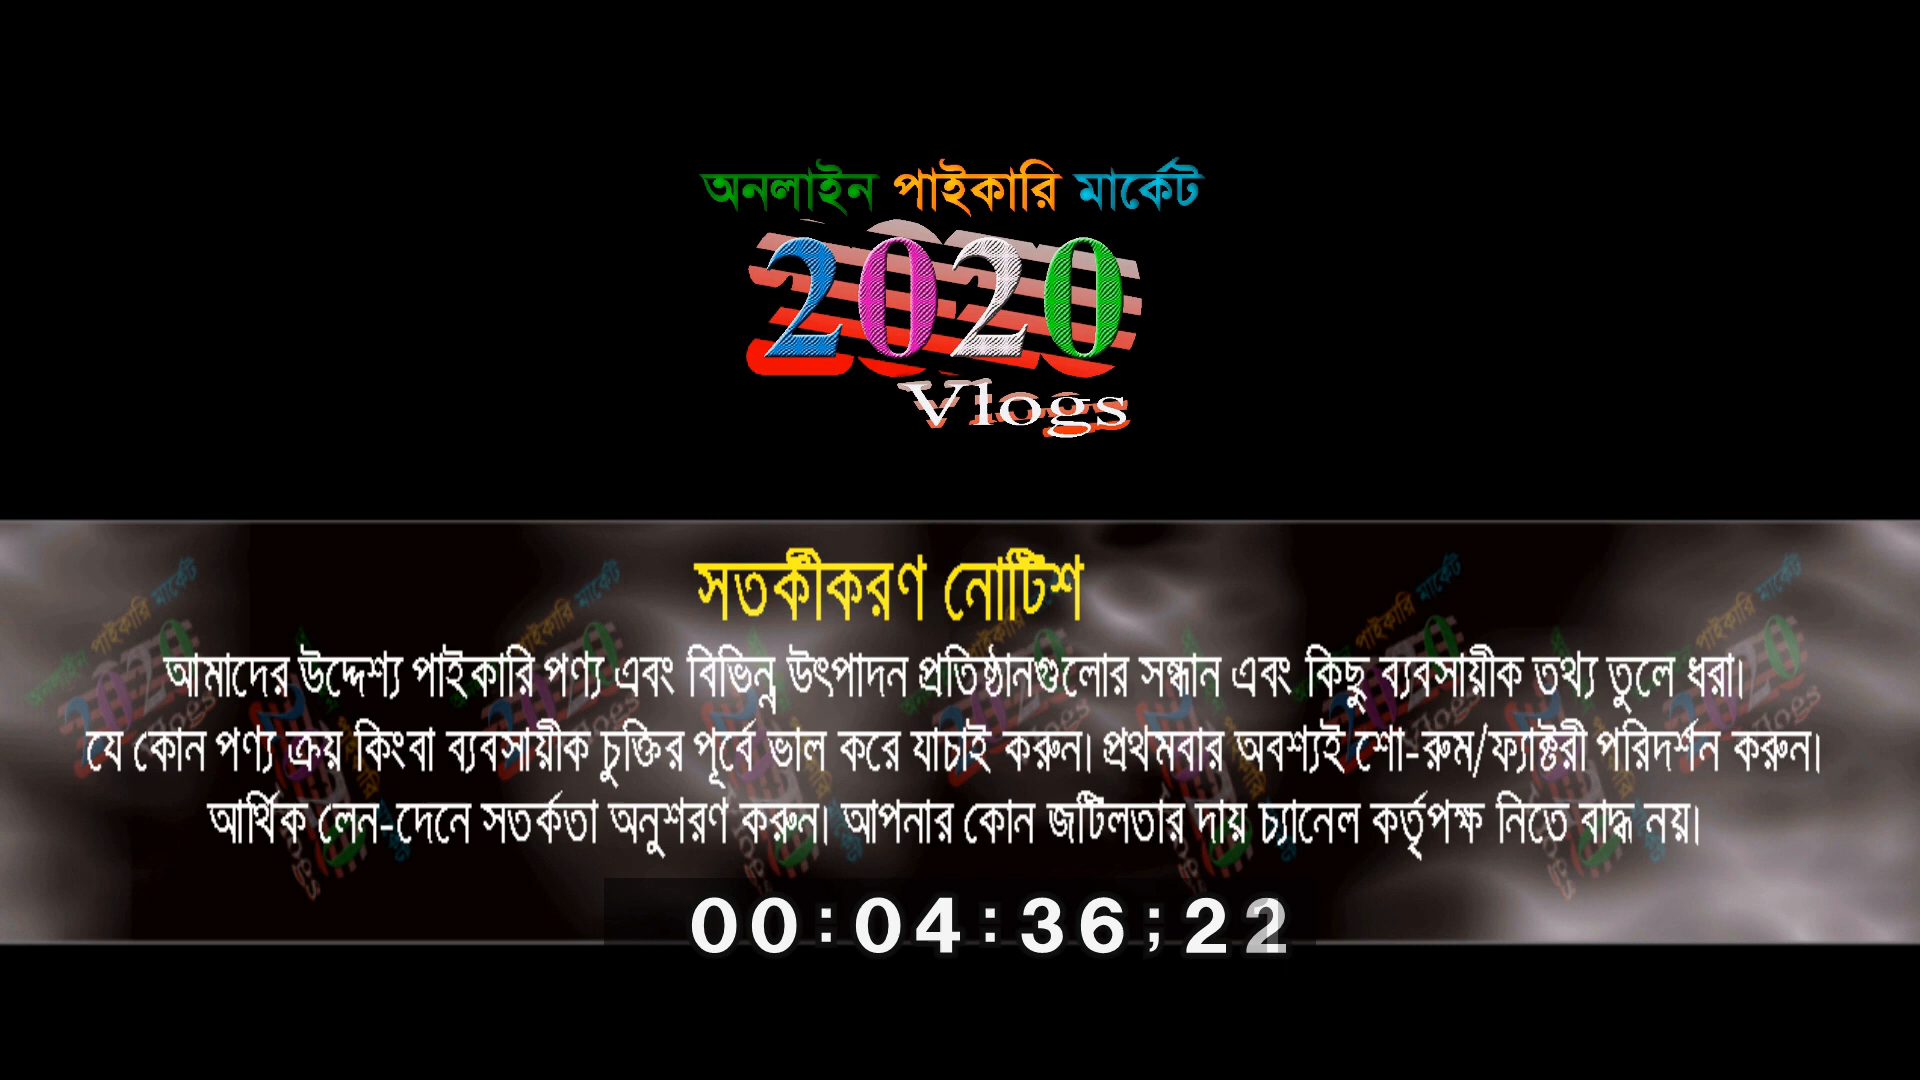 অনলাইন পাইকারি মার্কেট
2020
Vlogs
সতর্কীকরণ নোটিশ
আমাদের উদ্দেশ্য পাইকারি পণ্য এবং বিভিন্ন উৎপাদন প্রতিষ্ঠানগুলোর সন্ধান এবং কিছু ব্যবসায়ীক তথ্য তুলে ধরা।
যে কোন পণ্য ক্রয় কিংবা ব্যবসায়ীক চুক্তির পূর্বে ভাল করে যাচাই করুন। প্রথমবার অবশ্যই শো-রুম/ফ্যাক্টরী পরিদর্শন করুন।
আর্থিক লেন-দেনে সতর্কতা অনুশরণ করুন। আপনার কোন জটিলতার দায় চ্যানেল কর্তৃপক্ষ নিতে বাদ্ধ নয়।
00:04:36;22